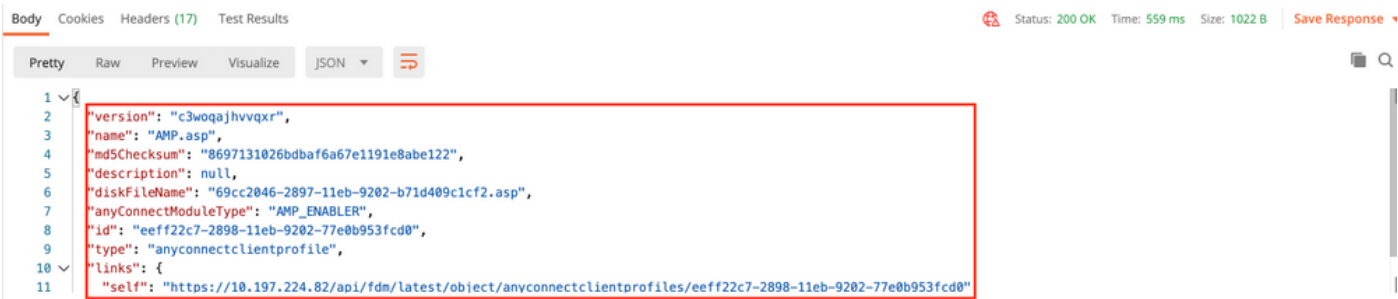 Body Cookies Headers (17) Test Results Status: 200 OK Time: 559 ms Size: 1022 B Save Response
Pretty Raw Preview Visualize JSON
1 {
2 "version": "c3woqajhvvqxr",
3 "name": "AMP.asp",
4 "md5Checksum": "8697131026bdbaf6a67e1191e8abe122",
5 "description": null,
6 "diskFileName": "69cc2046-2897-11eb-9202-b71d409c1cf2.asp",
7 "anyConnectModuleType": "AMP_ENABLER",
8 "id": "eeff22c7-2898-11eb-9202-77e0b953fcd0",
9 "type": "anyconnectclientprofile",
10 "links": {
11 "self": "https://10.197.224.82/api/fdm/latest/object/anyconnectclientprofiles/eeff22c7-2898-11eb-9202-77e0b953fcd0"